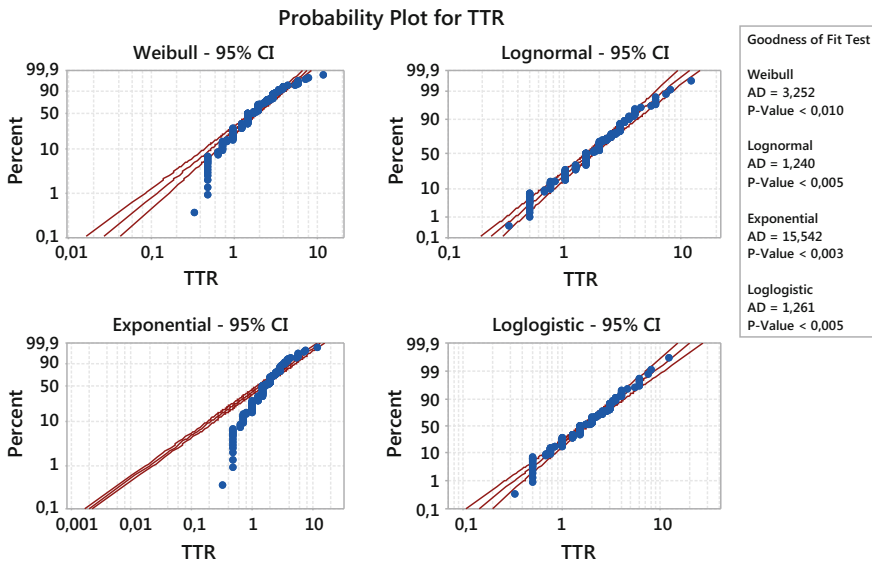 Probability Plot for TTR
Weibull - 95% CI
99,9
90
50
10
1
0,1
Percent
0,01
0,1
1
10
TTR
Lognormal - 95% CI
99,9
99
90
50
10
1
0,1
Percent
0,1
1
10
TTR
Exponential - 95% CI
99,9
90
50
10
1
0,1
Percent
0,001
0,01
0,1
1
10
TTR
Loglogistic - 95% CI
99,9
99
90
50
10
1
0,1
Percent
0,1
1
10
TTR
Goodness of Fit Test
Weibull
AD = 3,252
P-Value < 0,010
Lognormal
AD = 1,240
P-Value < 0,005
Exponential
AD = 15,542
P-Value < 0,003
Loglogistic
AD = 1,261
P-Value < 0,005